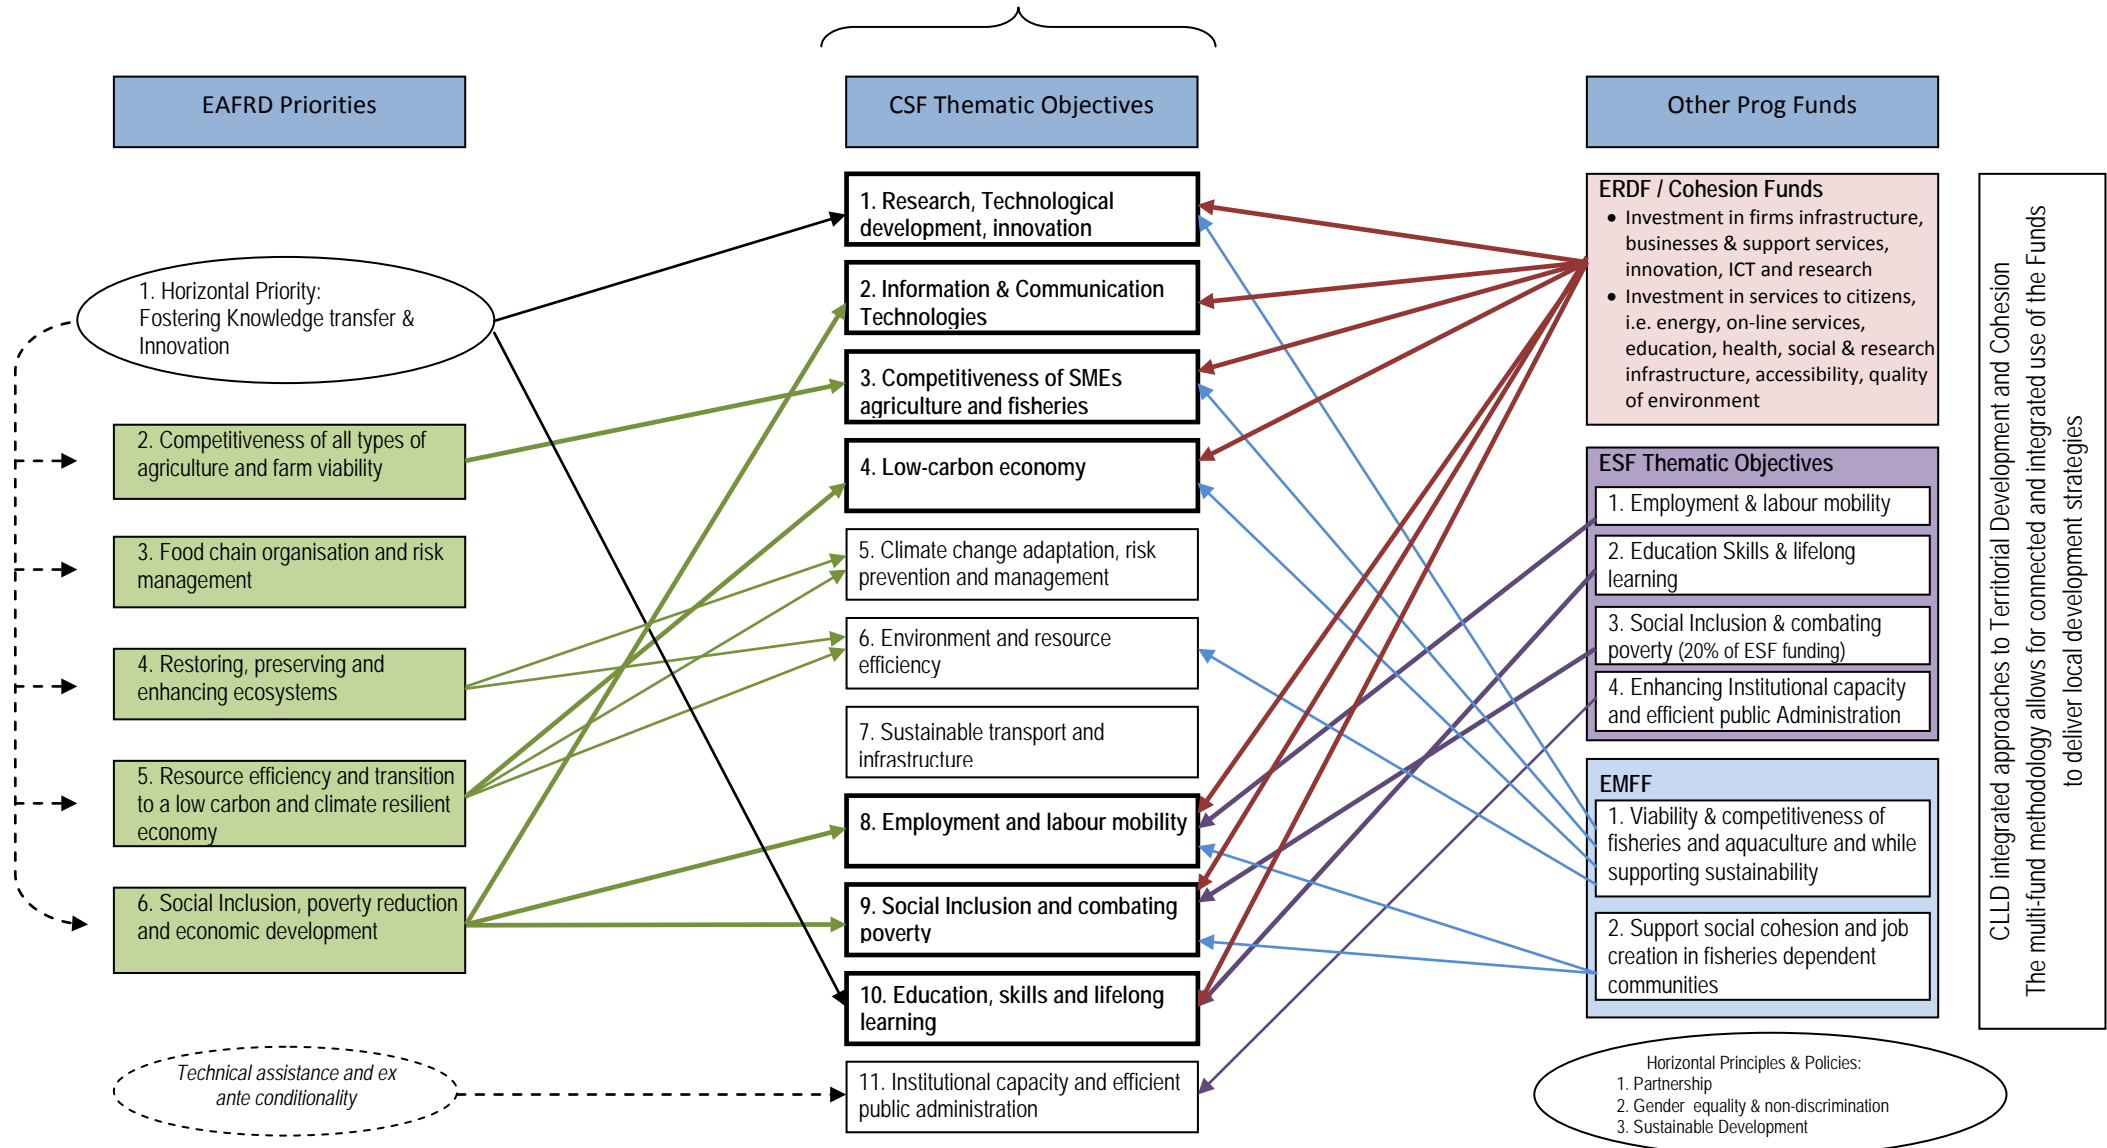 EAFRD Priorities
1. Horizontal Priority:
Fostering Knowledge transfer &
Innovation
2. Competitiveness of all types of
agriculture and farm viability
3. Food chain organisation and risk
management
4. Restoring, preserving and
enhancing ecosystems
5. Resource efficiency and transition
to a low carbon and climate resilient
economy
6. Social Inclusion, poverty reduction
and economic development
Technical assistance and ex
ante conditionality
CSF Thematic Objectives
1. Research, Technological
development, innovation
2. Information & Communication
Technologies
3. Competitiveness of SMEs
agriculture and fisheries
4. Low-carbon economy
5. Climate change adaptation, risk
prevention and management
6. Environment and resource
efficiency
7. Sustainable transport and
infrastructure
8. Employment and labour mobility
9. Social Inclusion and combating
poverty
10. Education, skills and lifelong
learning
11. Institutional capacity and efficient
public administration
Other Prog Funds
ERDF / Cohesion Funds
• Investment in firms infrastructure,
businesses & support services,
innovation, ICT and research
• Investment in services to citizens,
i.e. energy, on-line services,
education, health, social & research
infrastructure, accessibility, quality
of environment
ESF Thematic Objectives
1. Employment & labour mobility
2. Education Skills & lifelong
learning
3. Social Inclusion & combating
poverty (20% of ESF funding)
4. Enhancing Institutional capacity
and efficient public Administration
EMFF
1. Viability & competitiveness of
fisheries and aquaculture and while
supporting sustainability
2. Support social cohesion and job
creation in fisheries dependent
communities
Horizontal Principles & Policies:
1. Partnership
2. Gender equality & non-discrimination
3. Sustainable Development
CLLD integrated approaches to Territorial Development and Cohesion
The multi-fund methodology allows for connected and integrated use of the Funds
to deliver local development strategies